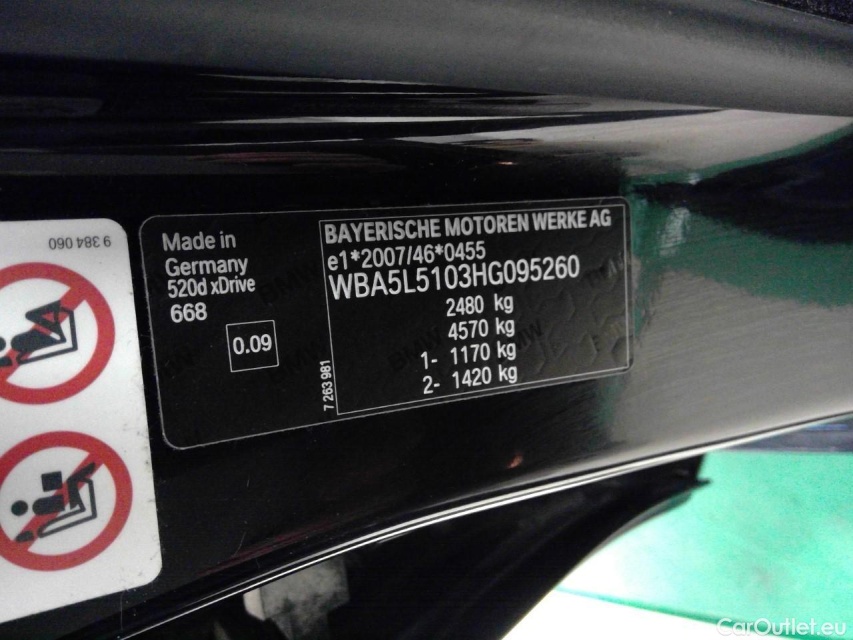 9 384 060
Made in
Germany
520d xDrive
668
0.09
7 263 981
BAYERISCHE MOTOREN WERKE AG
e1*2007/46*0455
WBA5L5103HG095260
2480 kg
4570 kg
1- 1170 kg
2- 1420 kg
CarOutlet.eu